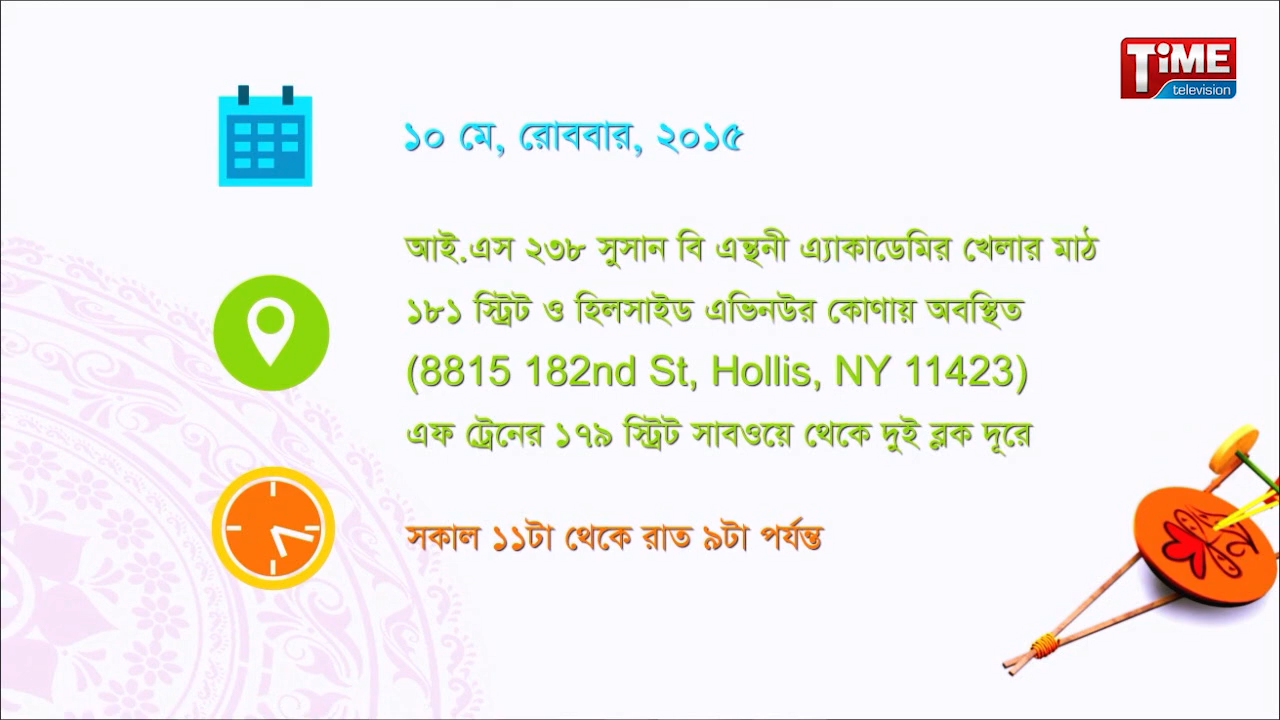 TiME
television
১০ মে, রোববার, ২০১৫
আই.এস ২৩৮ সুসান বি এন্থনী এ্যাকাডেমির খেলার মাঠ
১৮১ স্ট্রিট ও হিলসাইড এভিনউর কোণায় অবস্থিত
(8815 182nd St, Hollis, NY 11423)
এফ ট্রেনের ১৭৯ স্ট্রিট সাবওয়ে থেকে দুই ব্লক দূরে
সকাল ১১টা থেকে রাত ৯টা পর্যন্ত